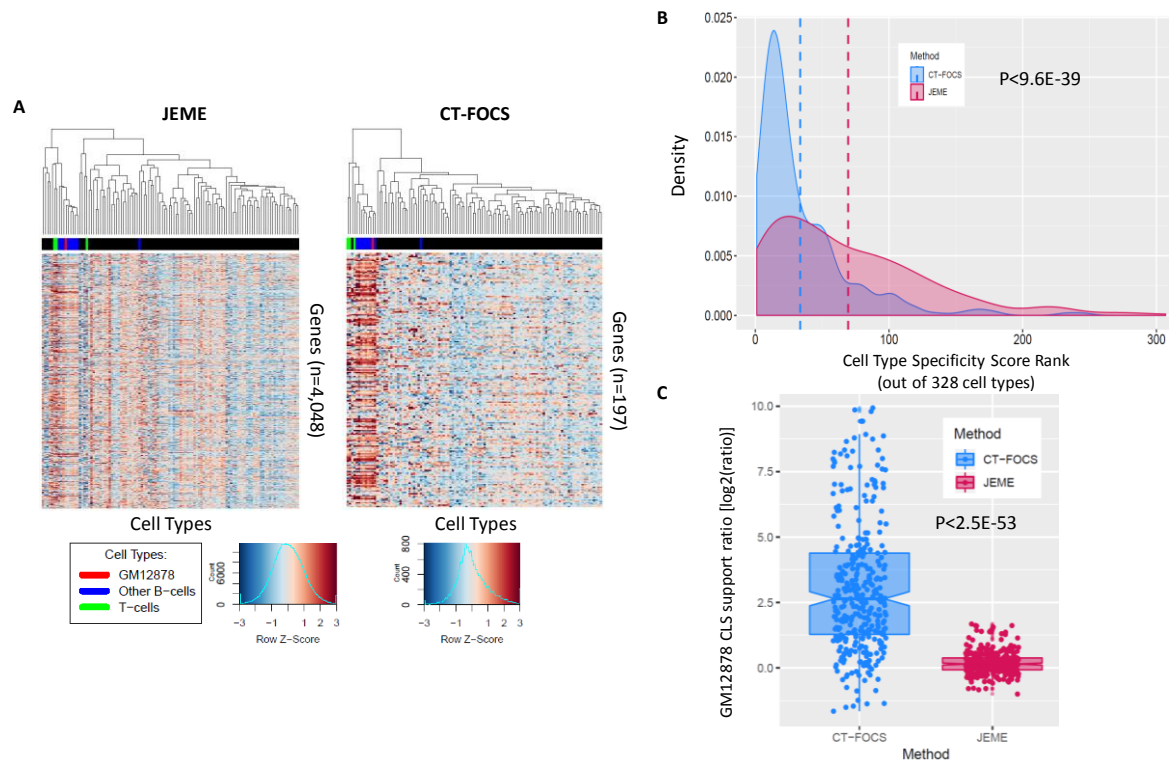 A
JEME
CT-FOCS
Genes (n=4,048)
Genes (n=197)
Cell Types
Cell Types
Cell Types:
GM12878
Other B-cells
T-cells
Count
0 6000
−3 −1 1 2 3
Row Z-Score
Count
0 400 800
−3 −1 1 2 3
Row Z-Score
B
0.025
0.020
0.015
0.010
0.005
0.000
Density
Method
CT−FOCS
JEME
P<9.6E-39
0 100 200 300
Cell Type Specificity Score Rank
(out of 328 cell types)
C
10.0
7.5
5.0
2.5
0.0
GM12878 CLS support ratio [log2(ratio)]
Method
CT−FOCS
JEME
P<2.5E-53
CT−FOCS JEME
Method